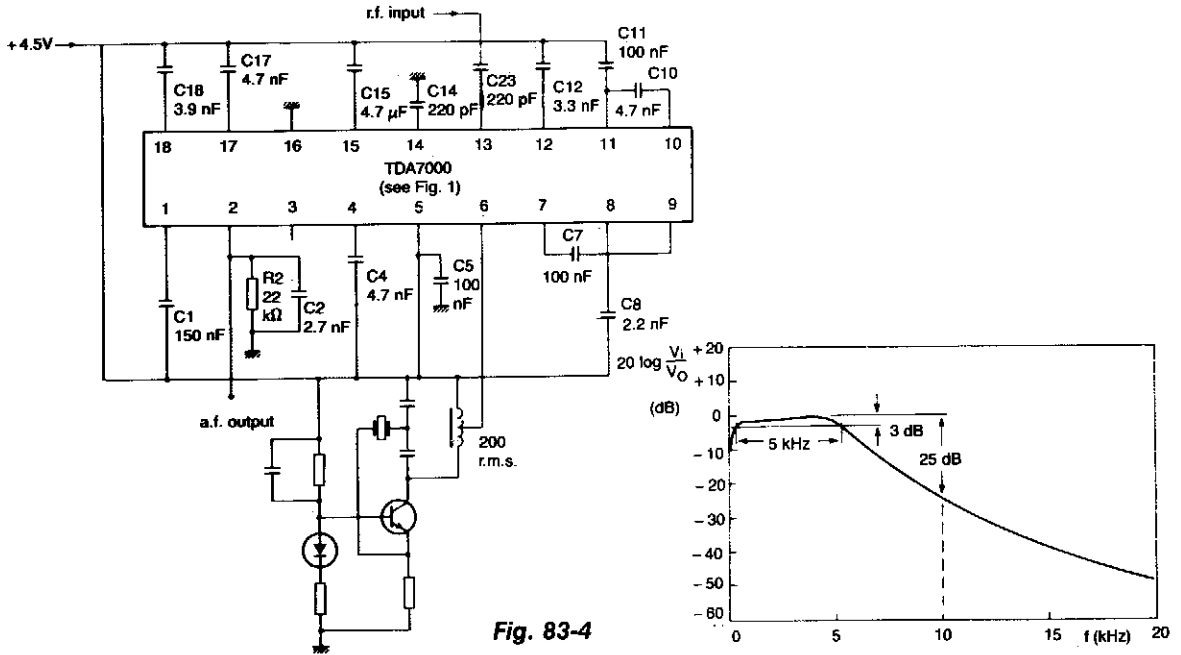 r.f. input
+ 4.5V
C18
3.9 nF
C17
4.7 nF
C15
4.7 µF
C14
220 pF
C23
220 pF
C12
3.3 nF
C11
100 nF
C10
4.7 nF
18 17 16 15 14 13 12 11 10
TDA7000
(see Fig. 1)
1 2 3 4 5 6 7 8 9
C1
150 nF
R2
22
kΩ
C2
2.7 nF
C4
4.7 nF
C5
100
nF
C7
100 nF
C8
2.2 nF
a.f. output
200
r.m.s.
Fig. 83-4
20 log Vi/VO
(dB)
+ 20
+ 10
0
- 10
- 20
- 30
- 40
- 50
- 60
3 dB
5 kHz
25 dB
0 5 10 15 f (kHz) 20